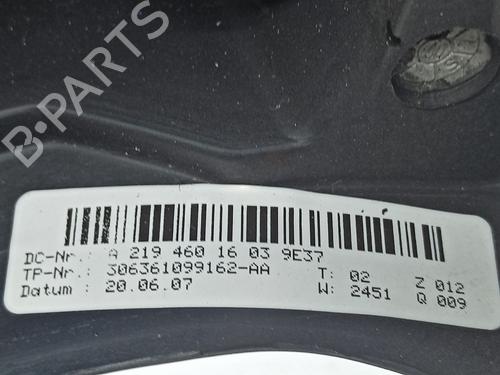 B-PARTS
DC-Nr.: A 219 460 16 03 9E37
TP-Nr.: 306361099162-AA T: 02 Z 012
Datum : 20.06.07 W: 2451 Q 009